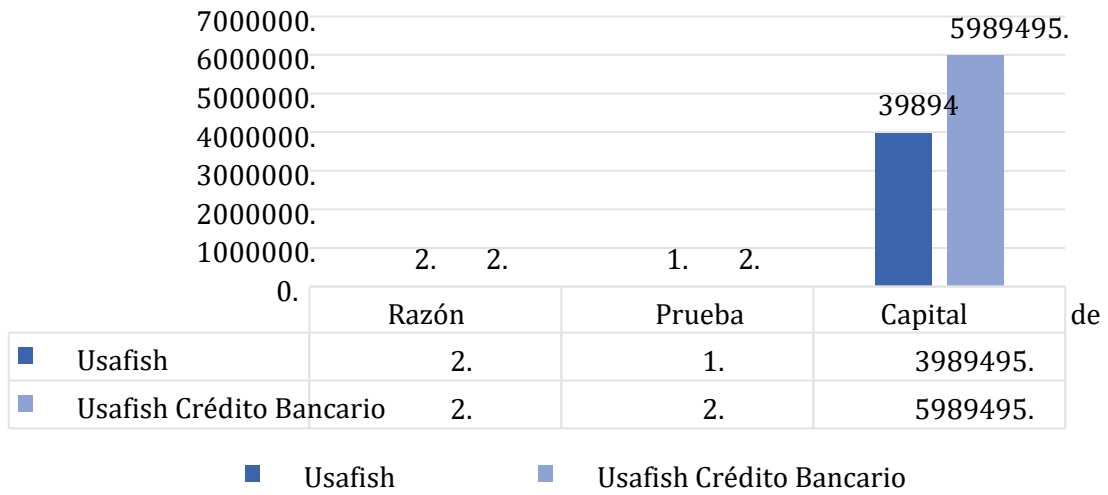 7000000.
5989495.
6000000.
5000000.
39894
4000000.
3000000.
2000000.
1000000.
2. 2. 1. 2.
0.
Razón Prueba Capital de
Usafish 2. 1. 3989495.
Usafish Crédito Bancario 2. 2. 5989495.
Usafish Usafish Crédito Bancario